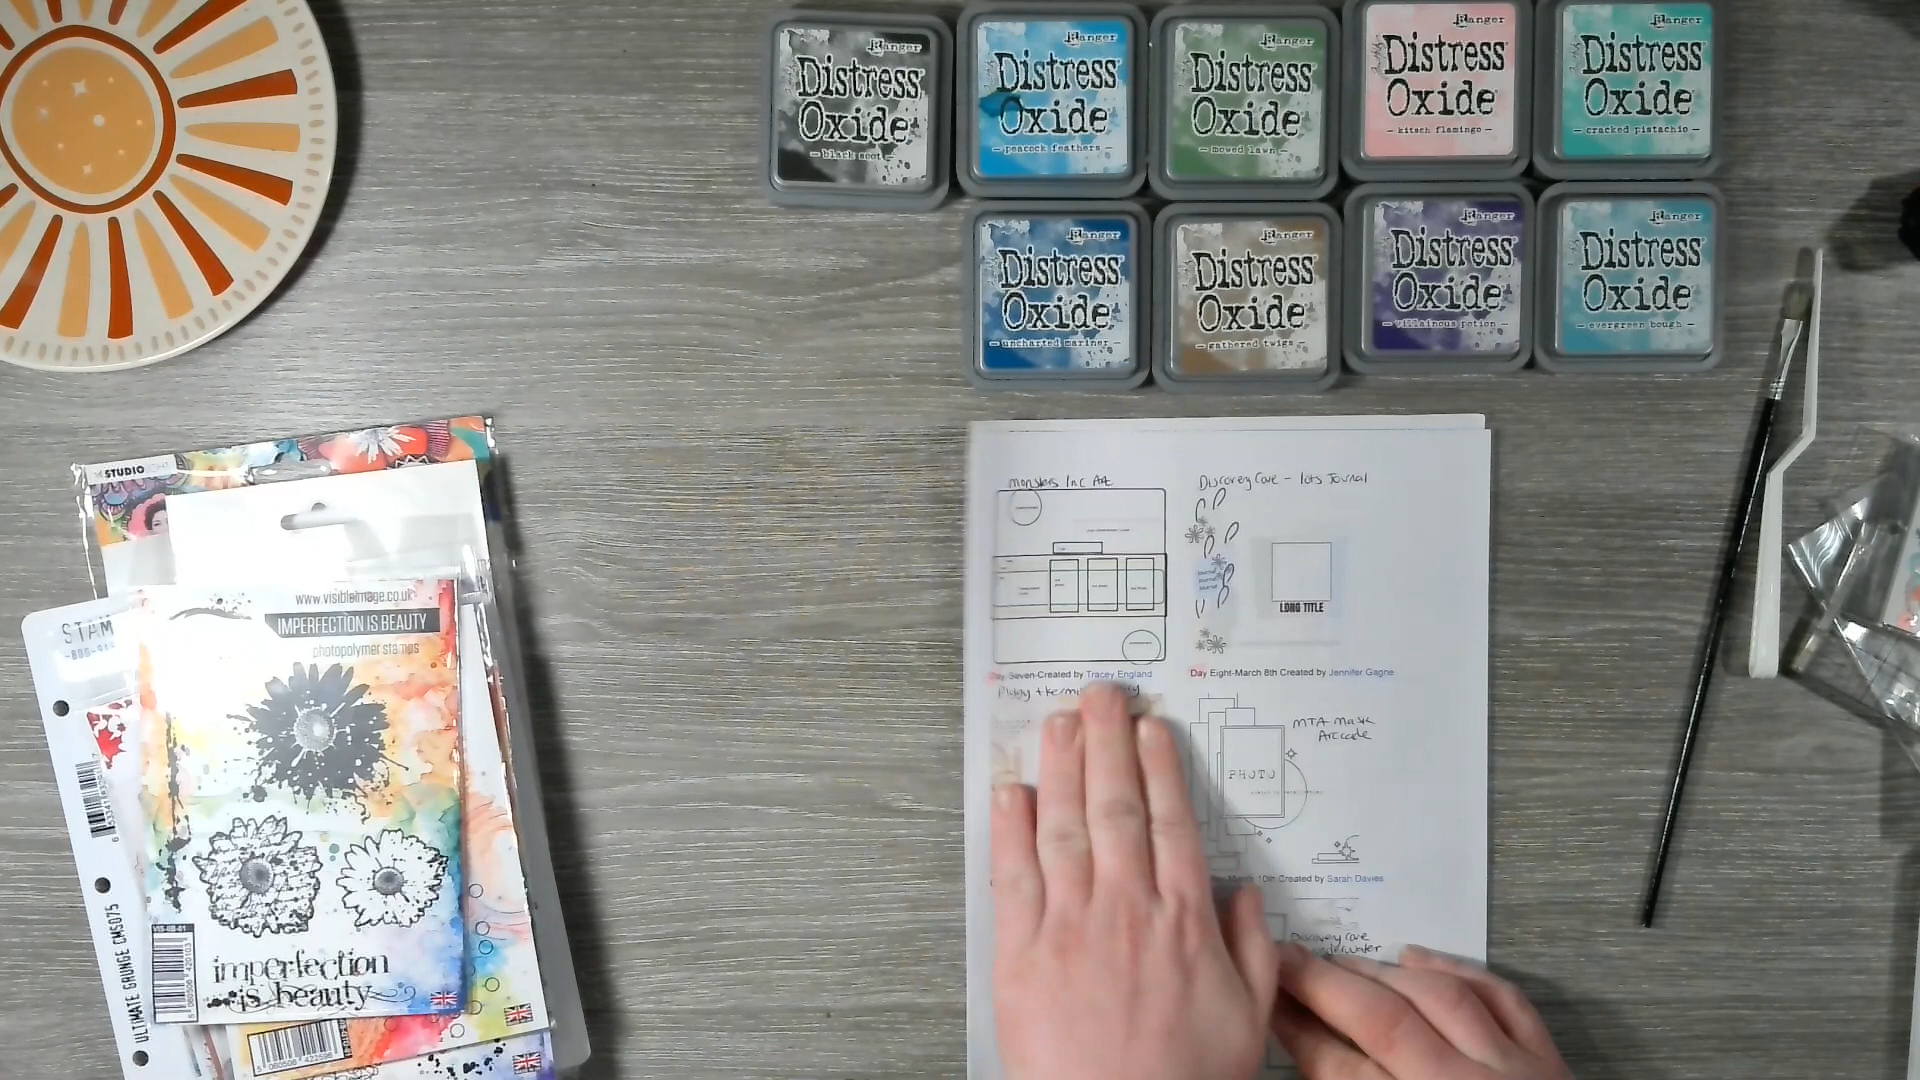 Ranger
Distress
Oxide
— black soot —
Ranger
Distress
Oxide
— peacock feathers —
Ranger
Distress
Oxide
— mowed lawn —
Ranger
Distress
Oxide
— kitsch flamingo —
Ranger
Distress
Oxide
— cracked pistachio —
Ranger
Distress
Oxide
— uncharted mariner —
Ranger
Distress
Oxide
— gathered twigs —
Ranger
Distress
Oxide
— villainous potion —
Ranger
Distress
Oxide
— evergreen bough —
STUDIO
STAM
www.visibleimage.co.uk
IMPERFECTION IS BEAUTY
photopolymer stamps
imperfection
is beauty
ULTIMATE GRUNGE CMS075
monsters Inc Art
Discovery Cove - lots Journal
journal
journal
journal
LONG TITLE
Day Seven-Created by Tracey England
Day Eight-March 8th Created by Jennifer Gagne
MTA Mask
Arcade
PHOTO
March 10th Created by Sarah Davies
Discovery Cove
underwater